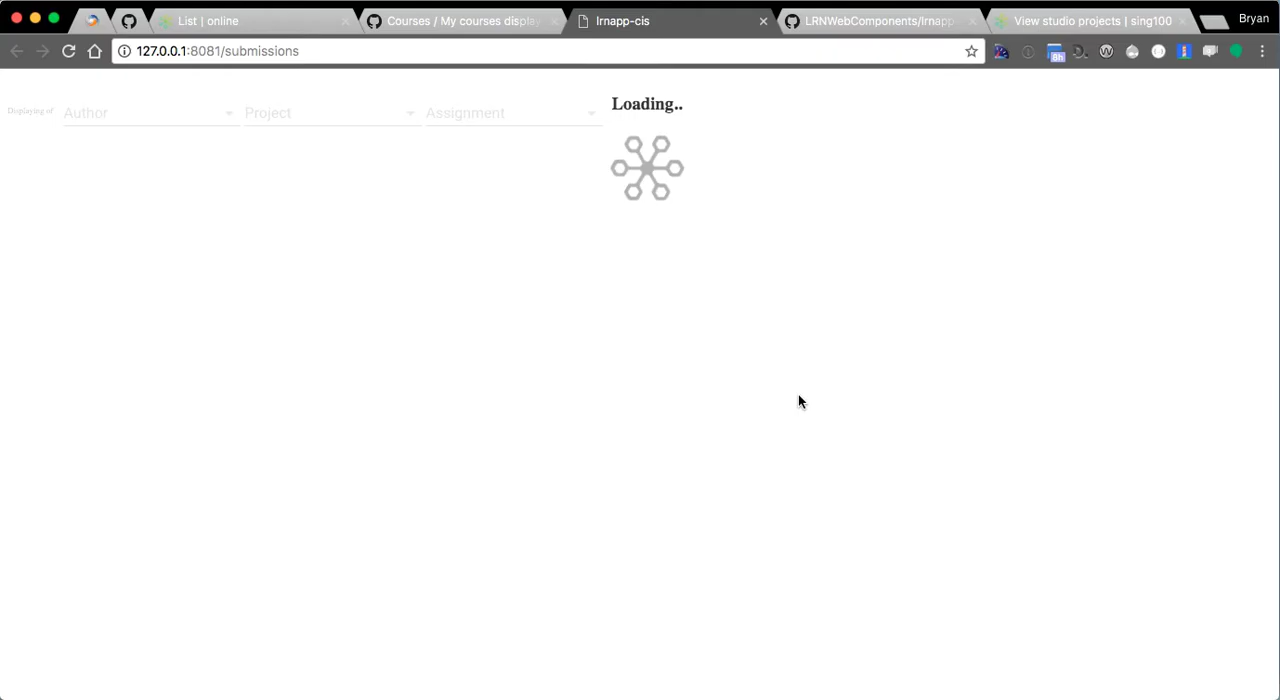 List | online
Courses / My courses display
lrnapp-cis
LRNWebComponents/lrnapp
View studio projects | sing100
Bryan
127.0.0.1:8081/submissions
8h
Displaying of
Author
Project
Assignment
Loading..